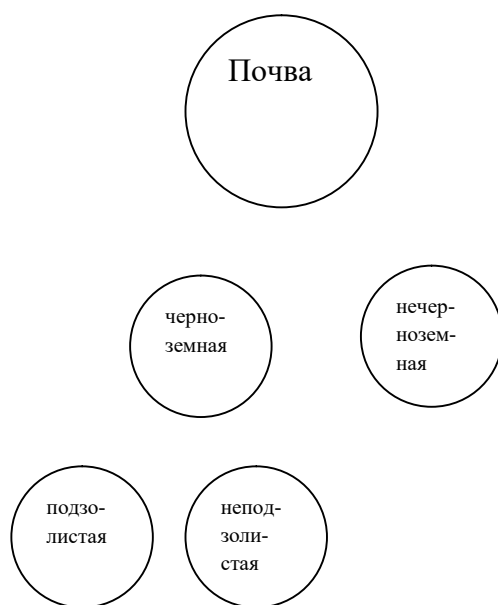 Почва
черно-
земная
нечер-
нозем-
ная
подзо-
листая
непод-
золи-
стая